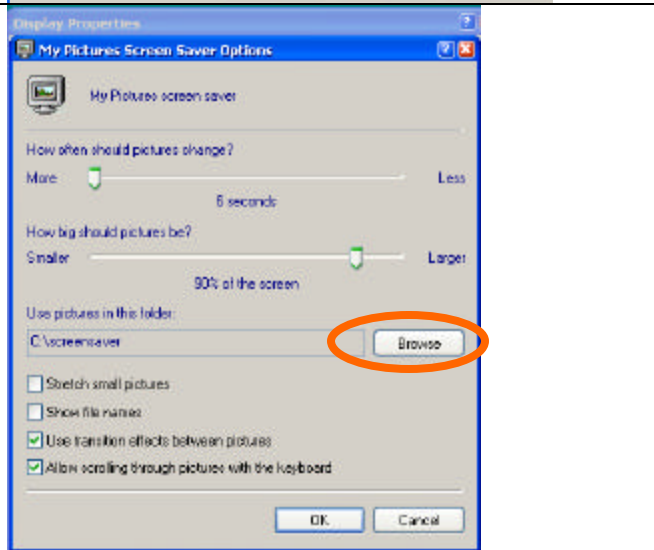 Display Properties
My Pictures Screen Saver Options
My Pictures screen saver
How often should pictures change?
More Less
6 seconds
How big should pictures be?
Smaller Larger
90% of the screen
Use pictures in this folder:
C:\screensaver Browse
Stretch small pictures
Show file names
Use transition effects between pictures
Allow scrolling through pictures with the keyboard
OK Cancel